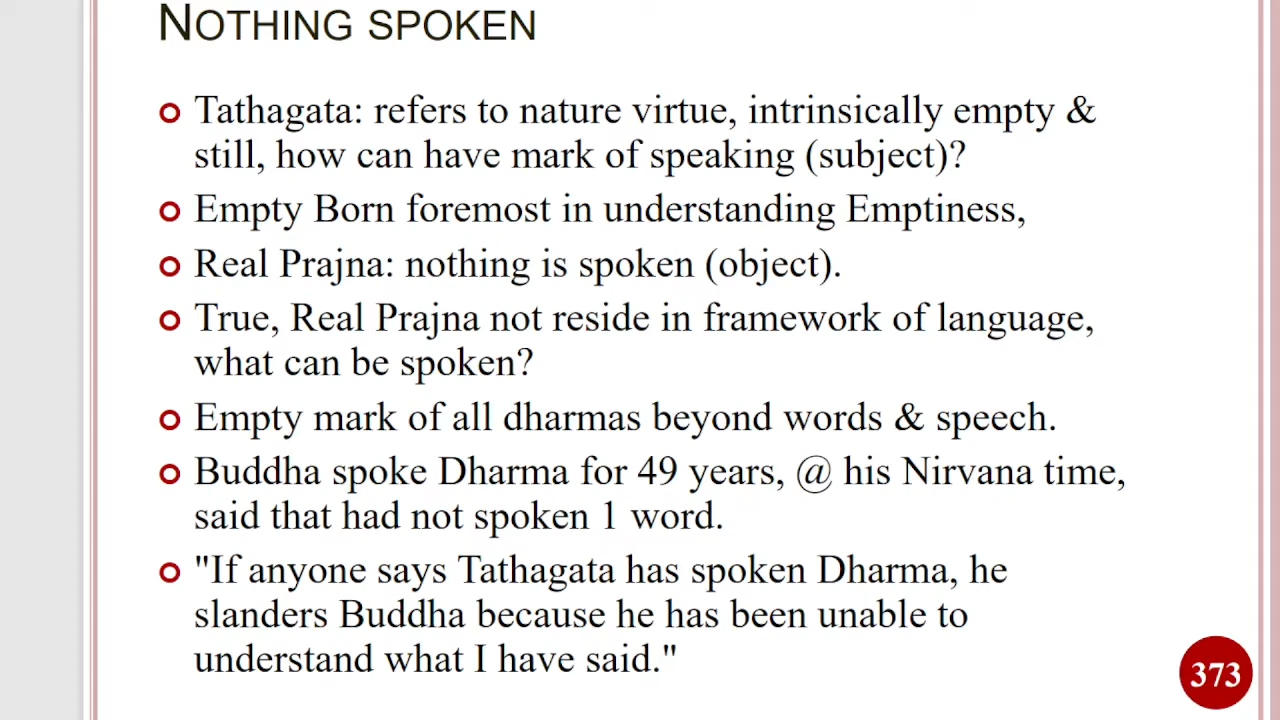 NOTHING SPOKEN
Tathagata: refers to nature virtue, intrinsically empty &
still, how can have mark of speaking (subject)?
Empty Born foremost in understanding Emptiness,
Real Prajna: nothing is spoken (object).
True, Real Prajna not reside in framework of language,
what can be spoken?
Empty mark of all dharmas beyond words & speech.
Buddha spoke Dharma for 49 years, @ his Nirvana time,
said that had not spoken 1 word.
"If anyone says Tathagata has spoken Dharma, he
slanders Buddha because he has been unable to
understand what I have said."
373